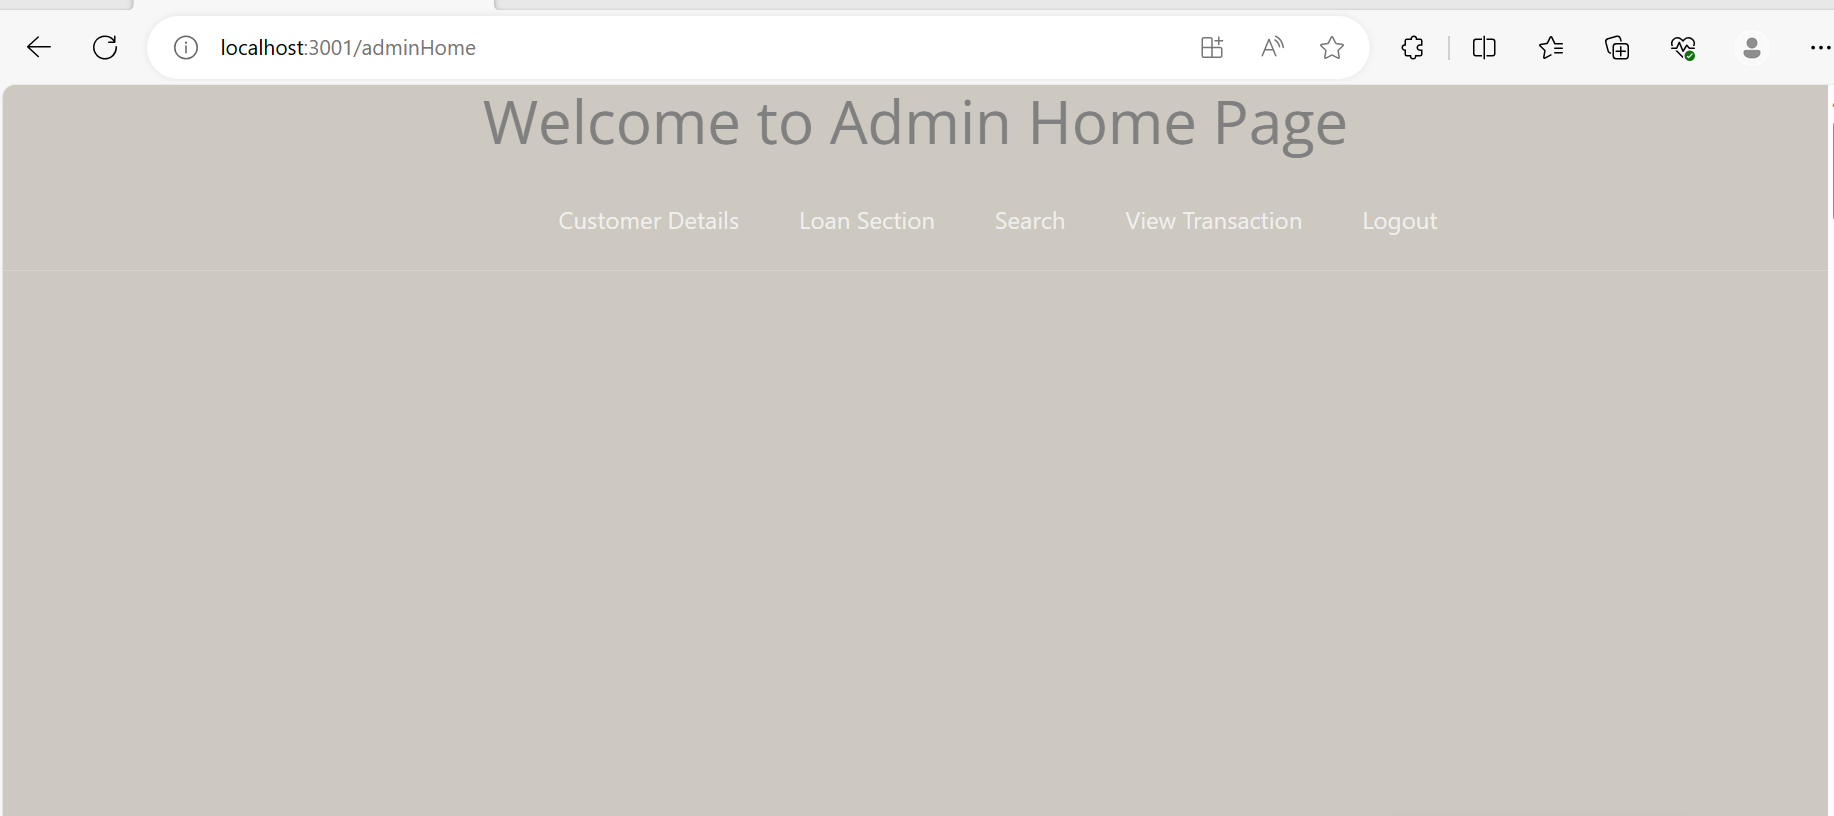 localhost:3001/adminHome
Welcome to Admin Home Page
Customer Details Loan Section Search View Transaction Logout